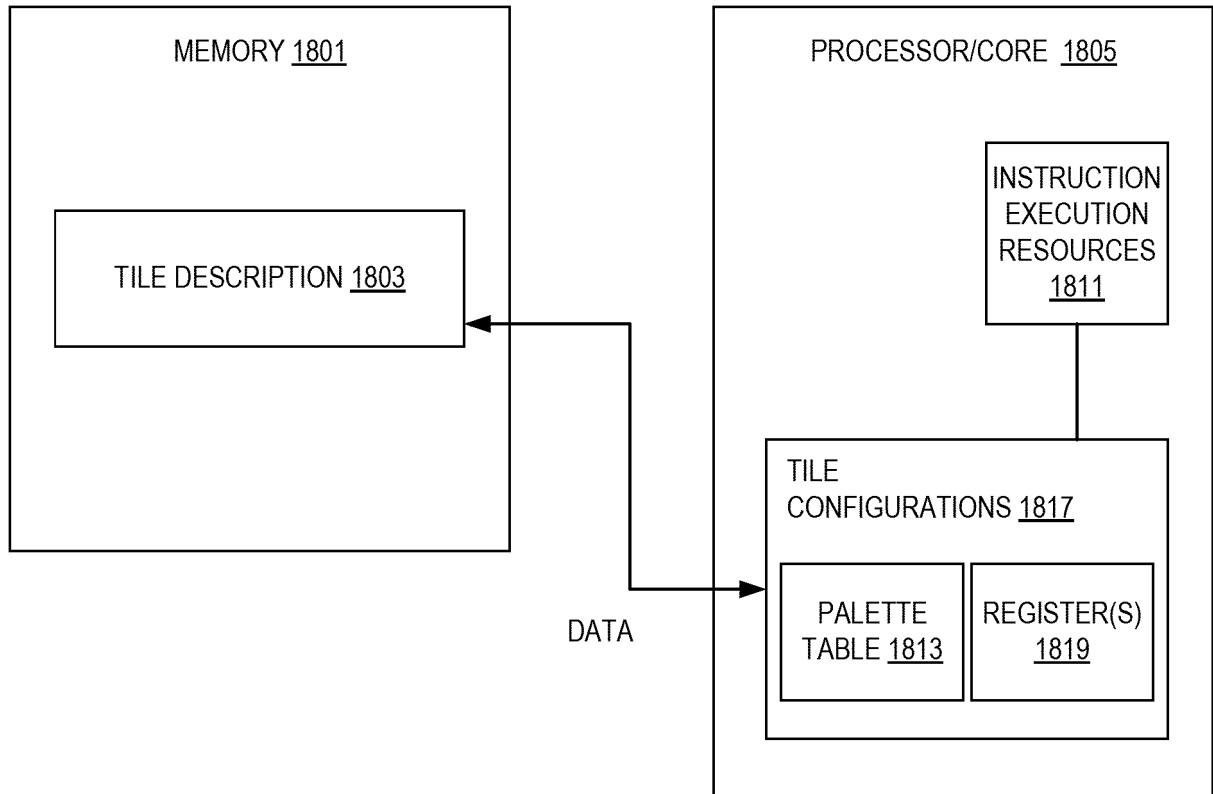 MEMORY 1801
TILE DESCRIPTION 1803
DATA
PROCESSOR/CORE 1805
INSTRUCTION
EXECUTION
RESOURCES
1811
TILE
CONFIGURATIONS 1817
PALETTE
TABLE 1813
REGISTER(S)
1819